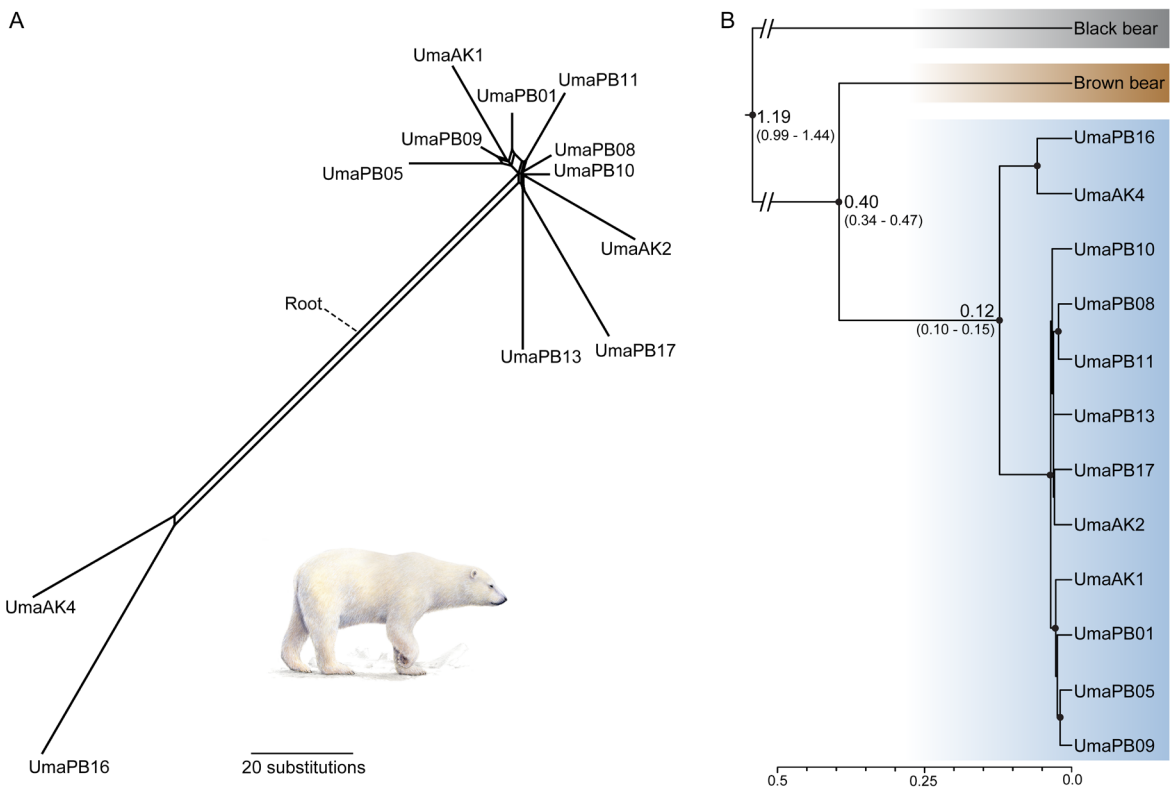 A
UmaAK1
UmaPB01
UmaPB11
UmaPB09
UmaPB08
UmaPB05
UmaPB10
UmaAK2
Root
UmaPB13
UmaPB17
UmaAK4
UmaPB16
20 substitutions
B
Black bear
Brown bear
1.19
(0.99 - 1.44)
UmaPB16
UmaAK4
0.40
(0.34 - 0.47)
UmaPB10
0.12
(0.10 - 0.15)
UmaPB08
UmaPB11
UmaPB13
UmaPB17
UmaAK2
UmaAK1
UmaPB01
UmaPB05
UmaPB09
0.5 0.25 0.0